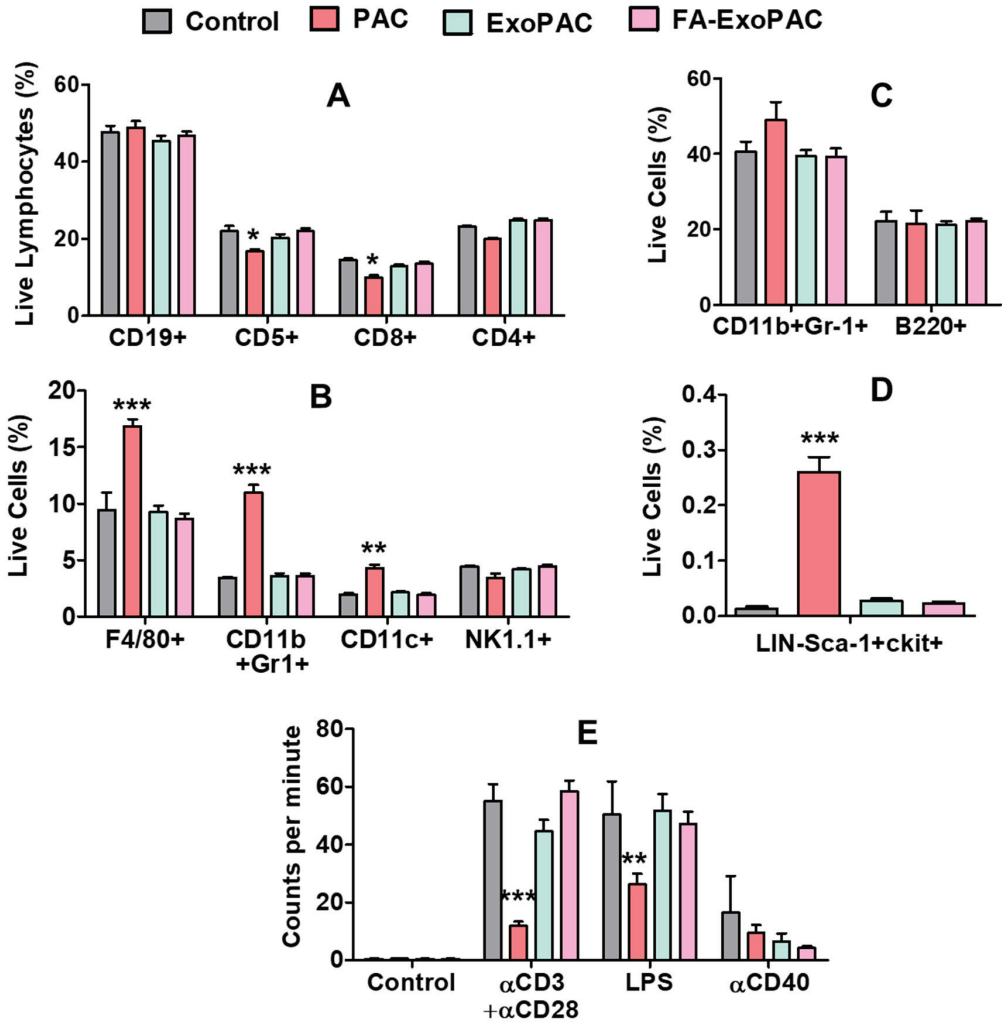 Control PAC ExoPAC FA-ExoPAC
A
Live Lymphocytes (%)
60
40
20
0
*
*
CD19+ CD5+ CD8+ CD4+
C
Live Cells (%)
60
40
20
0
CD11b+Gr-1+ B220+
B
Live Cells (%)
20
15
10
5
0
***
***
**
F4/80+ CD11b CD11c+ NK1.1+
+Gr1+
D
Live Cells (%)
0.4
0.3
0.2
0.1
0.0
***
LIN-Sca-1+ckit+
E
Counts per minute
80
60
40
20
0
***
**
Control αCD3 LPS αCD40
+αCD28